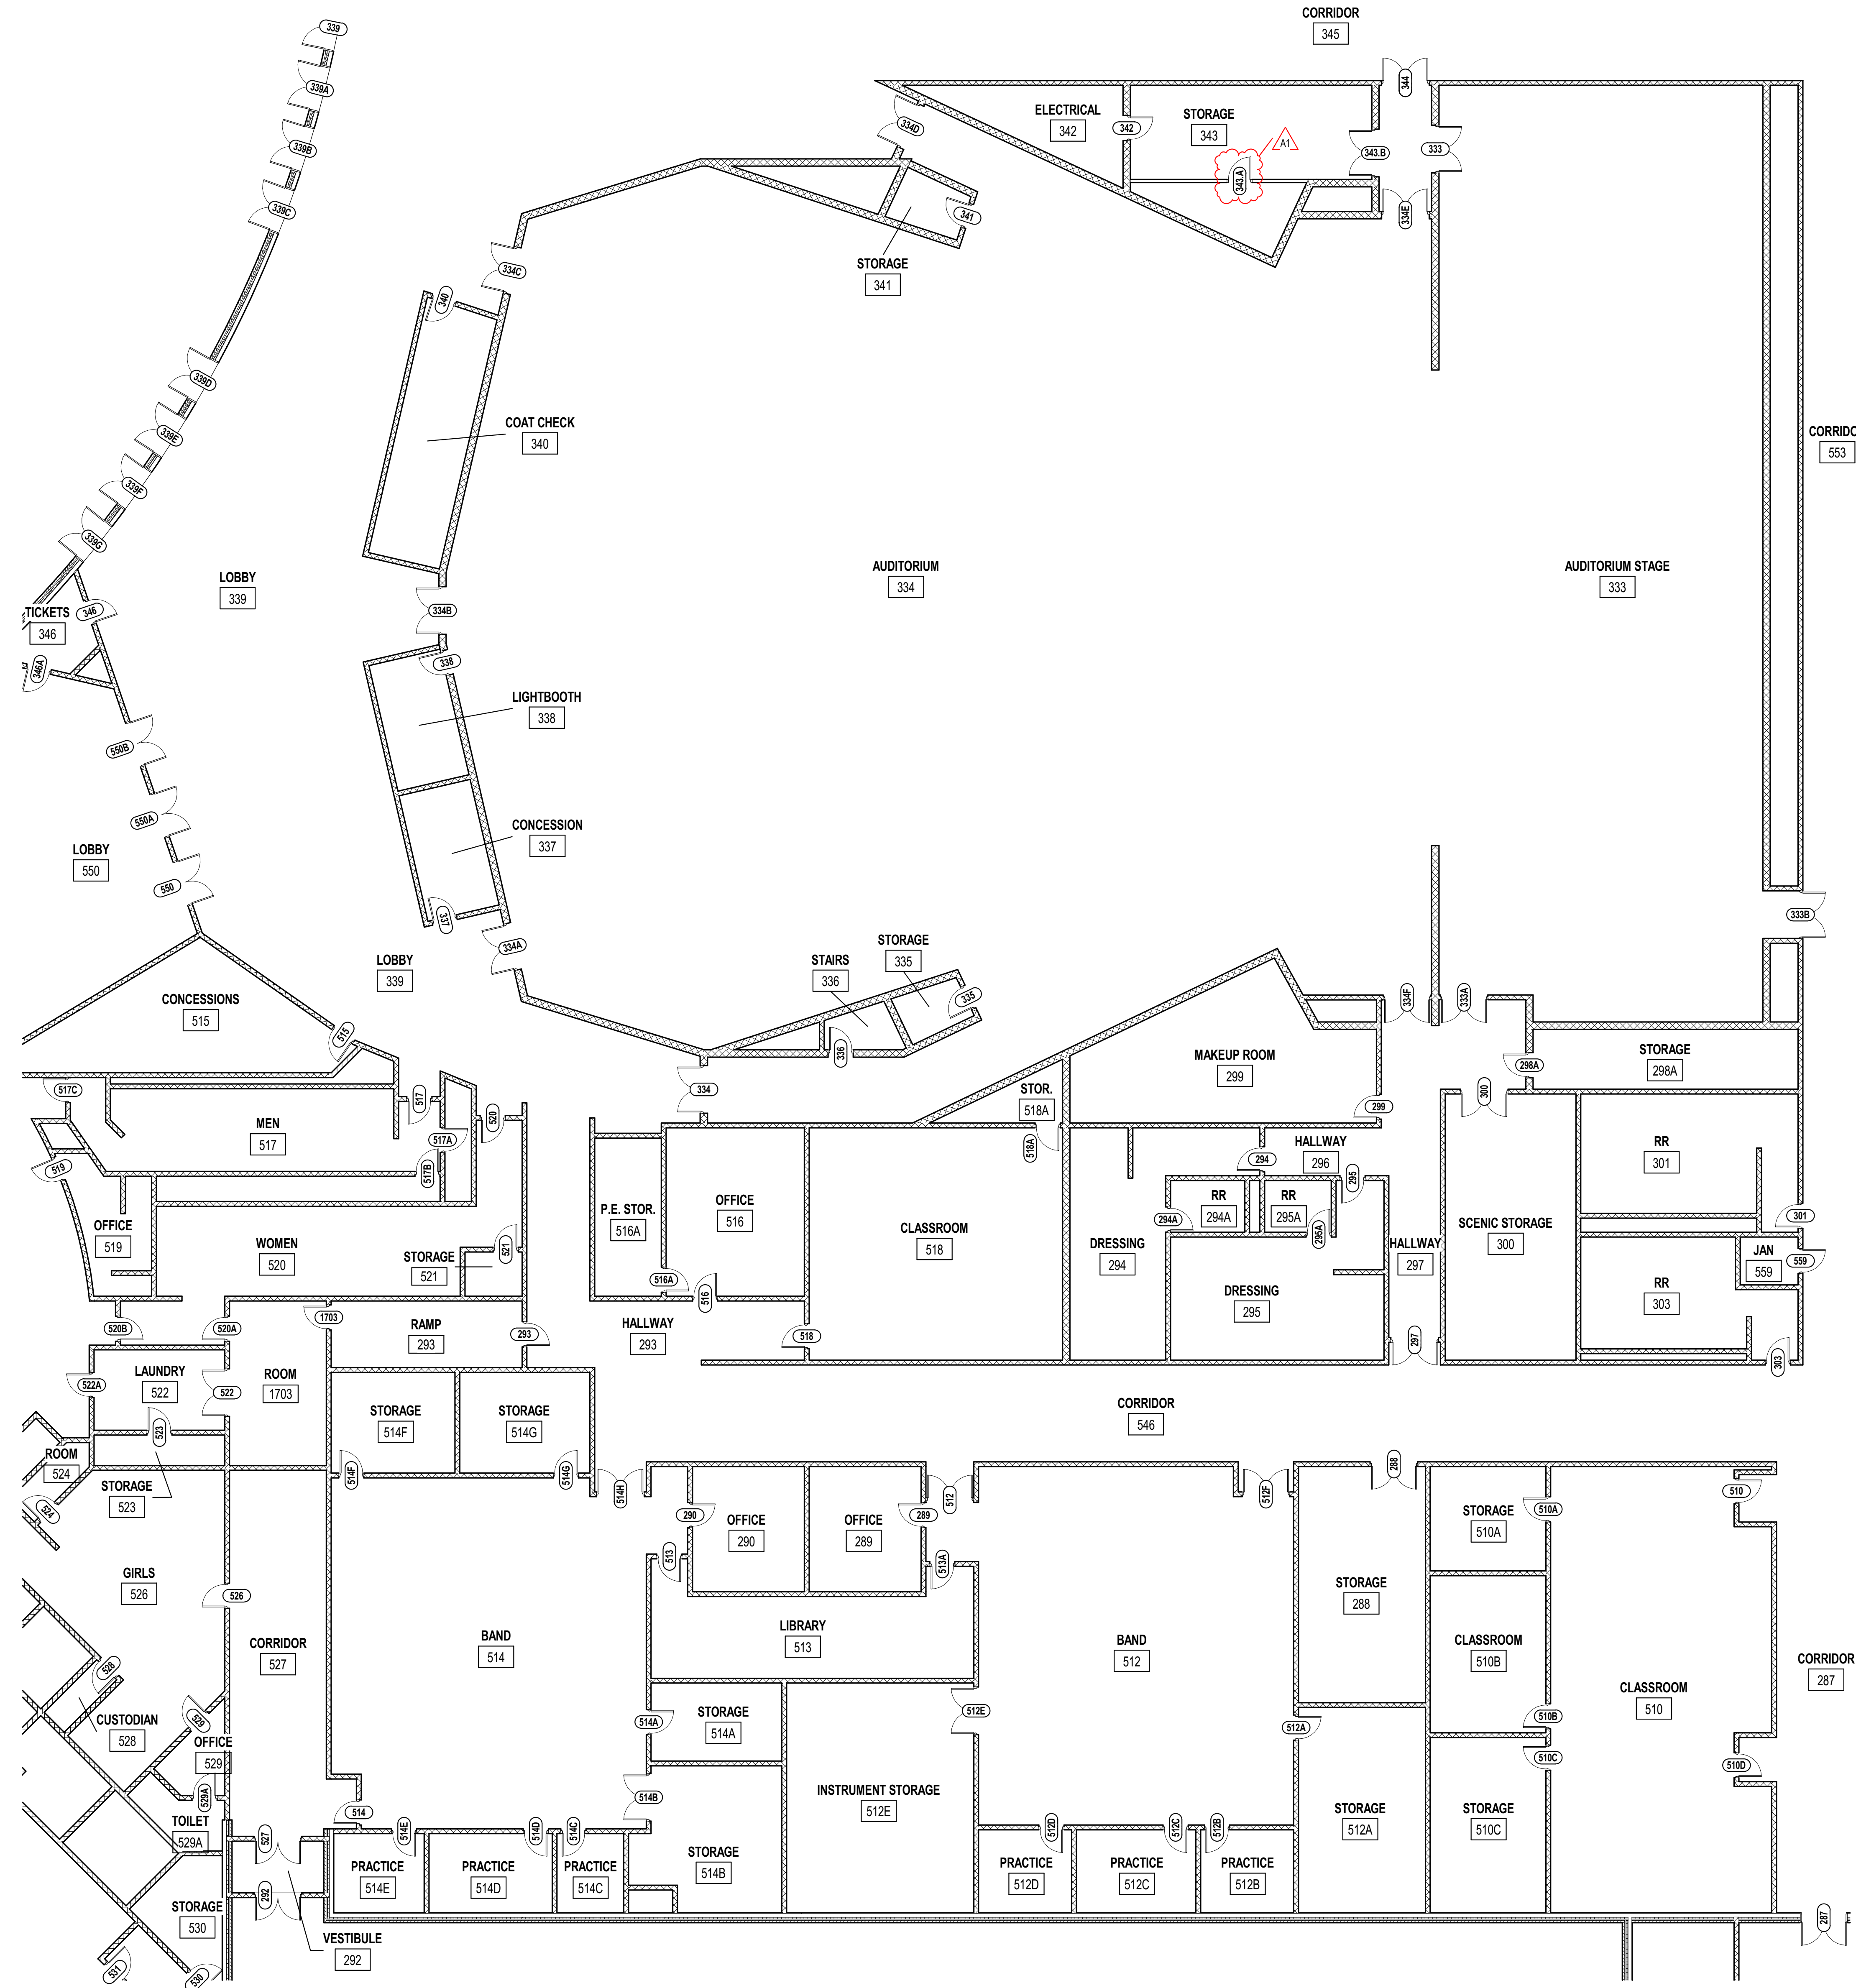 CORRIDOR
345
339
339A
339B
339C
339D
339E
339F
339G
334D
ELECTRICAL
342
342
STORAGE
343
A1
343.A
343.B
344
333
334E
341
STORAGE
341
334C
340
COAT CHECK
340
CORRIDO
553
LOBBY
339
AUDITORIUM
334
AUDITORIUM STAGE
333
TICKETS
346
346
346A
334B
338
LIGHTBOOTH
338
550B
550A
550
LOBBY
550
CONCESSION
337
337
334A
333B
LOBBY
339
STAIRS
336
STORAGE
335
335
336
334
CONCESSIONS
515
515
334F
333A
MAKEUP ROOM
299
299
298A
STORAGE
298A
300
STOR.
518A
518A
517C
517
517A
517B
520
MEN
517
519
OFFICE
519
WOMEN
520
STORAGE
521
521
P.E. STOR.
516A
516A
OFFICE
516
516
CLASSROOM
518
518
HALLWAY
296
294
295
RR
294A
294A
RR
295A
295A
DRESSING
294
DRESSING
295
HALLWAY
297
297
SCENIC STORAGE
300
RR
301
301
JAN
559
559
RR
303
303
520B
520A
1703
RAMP
293
293
HALLWAY
293
LAUNDRY
522
522A
522
523
ROOM
1703
STORAGE
514F
514F
STORAGE
514G
514G
CORRIDOR
546
ROOM
524
524
STORAGE
523
514H
290
OFFICE
290
OFFICE
289
289
512
512F
288
STORAGE
510A
510A
510
513
513A
GIRLS
526
526
STORAGE
288
CORRIDOR
527
BAND
514
LIBRARY
513
BAND
512
CLASSROOM
510B
510B
CLASSROOM
510
CORRIDOR
287
528
CUSTODIAN
528
529
OFFICE
529
529A
TOILET
529A
514A
STORAGE
514A
512E
512A
510C
510D
514B
INSTRUMENT STORAGE
512E
STORAGE
512A
STORAGE
510C
514
514E
514D
514C
512D
512C
512B
527
PRACTICE
514E
PRACTICE
514D
PRACTICE
514C
STORAGE
514B
PRACTICE
512D
PRACTICE
512C
PRACTICE
512B
292
STORAGE
530
VESTIBULE
292
287
531
530